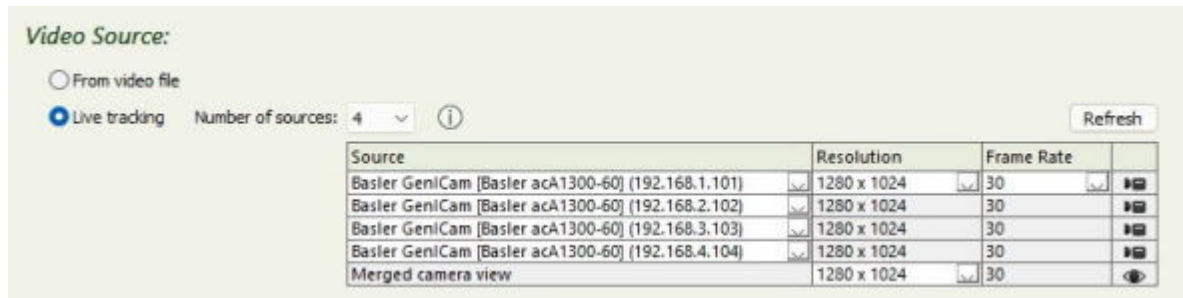 Video Source:
From video file
Live tracking Number of sources: 4 Refresh
Source Resolution Frame Rate
Basler GenICam [Basler acA1300-60] (192.168.1.101) 1280 x 1024 30
Basler GenICam [Basler acA1300-60] (192.168.2.102) 1280 x 1024 30
Basler GenICam [Basler acA1300-60] (192.168.3.103) 1280 x 1024 30
Basler GenICam [Basler acA1300-60] (192.168.4.104) 1280 x 1024 30
Merged camera view 1280 x 1024 30